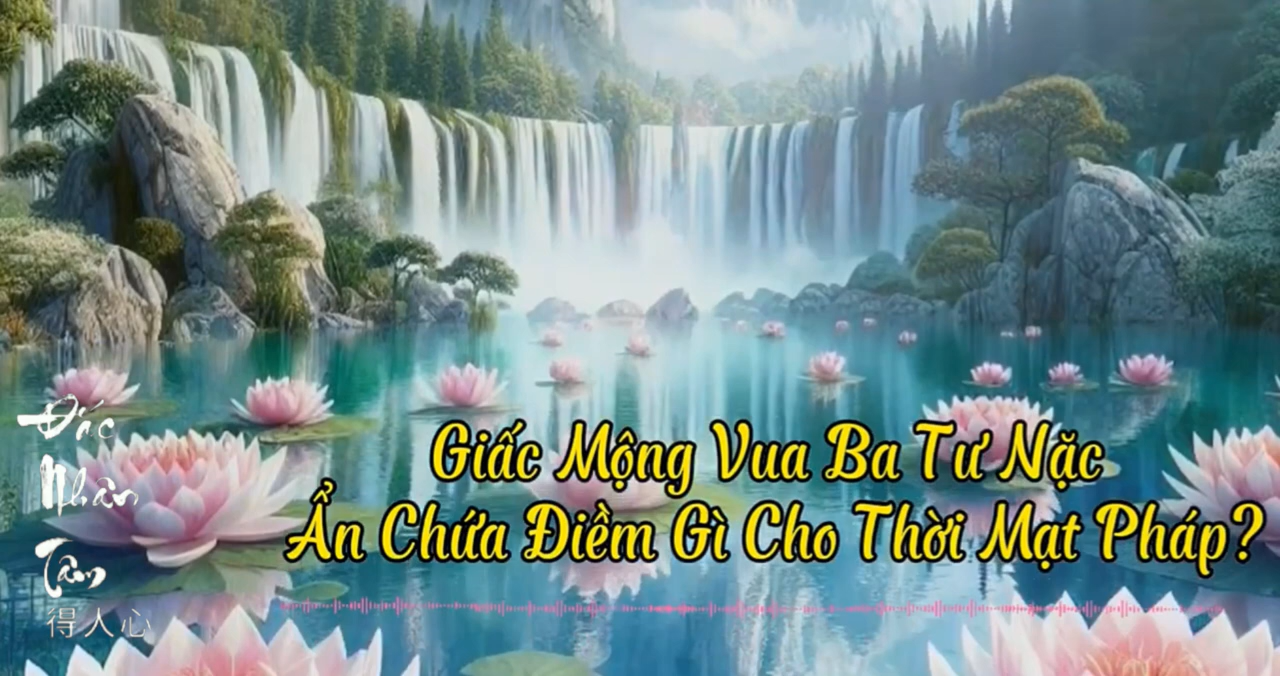 Giấc Mộng Vua Ba Tư Nặc
Ẩn Chứa Điềm Gì Cho Thời Mạt Pháp?
Đắc
Nhân
Tâm
得人心